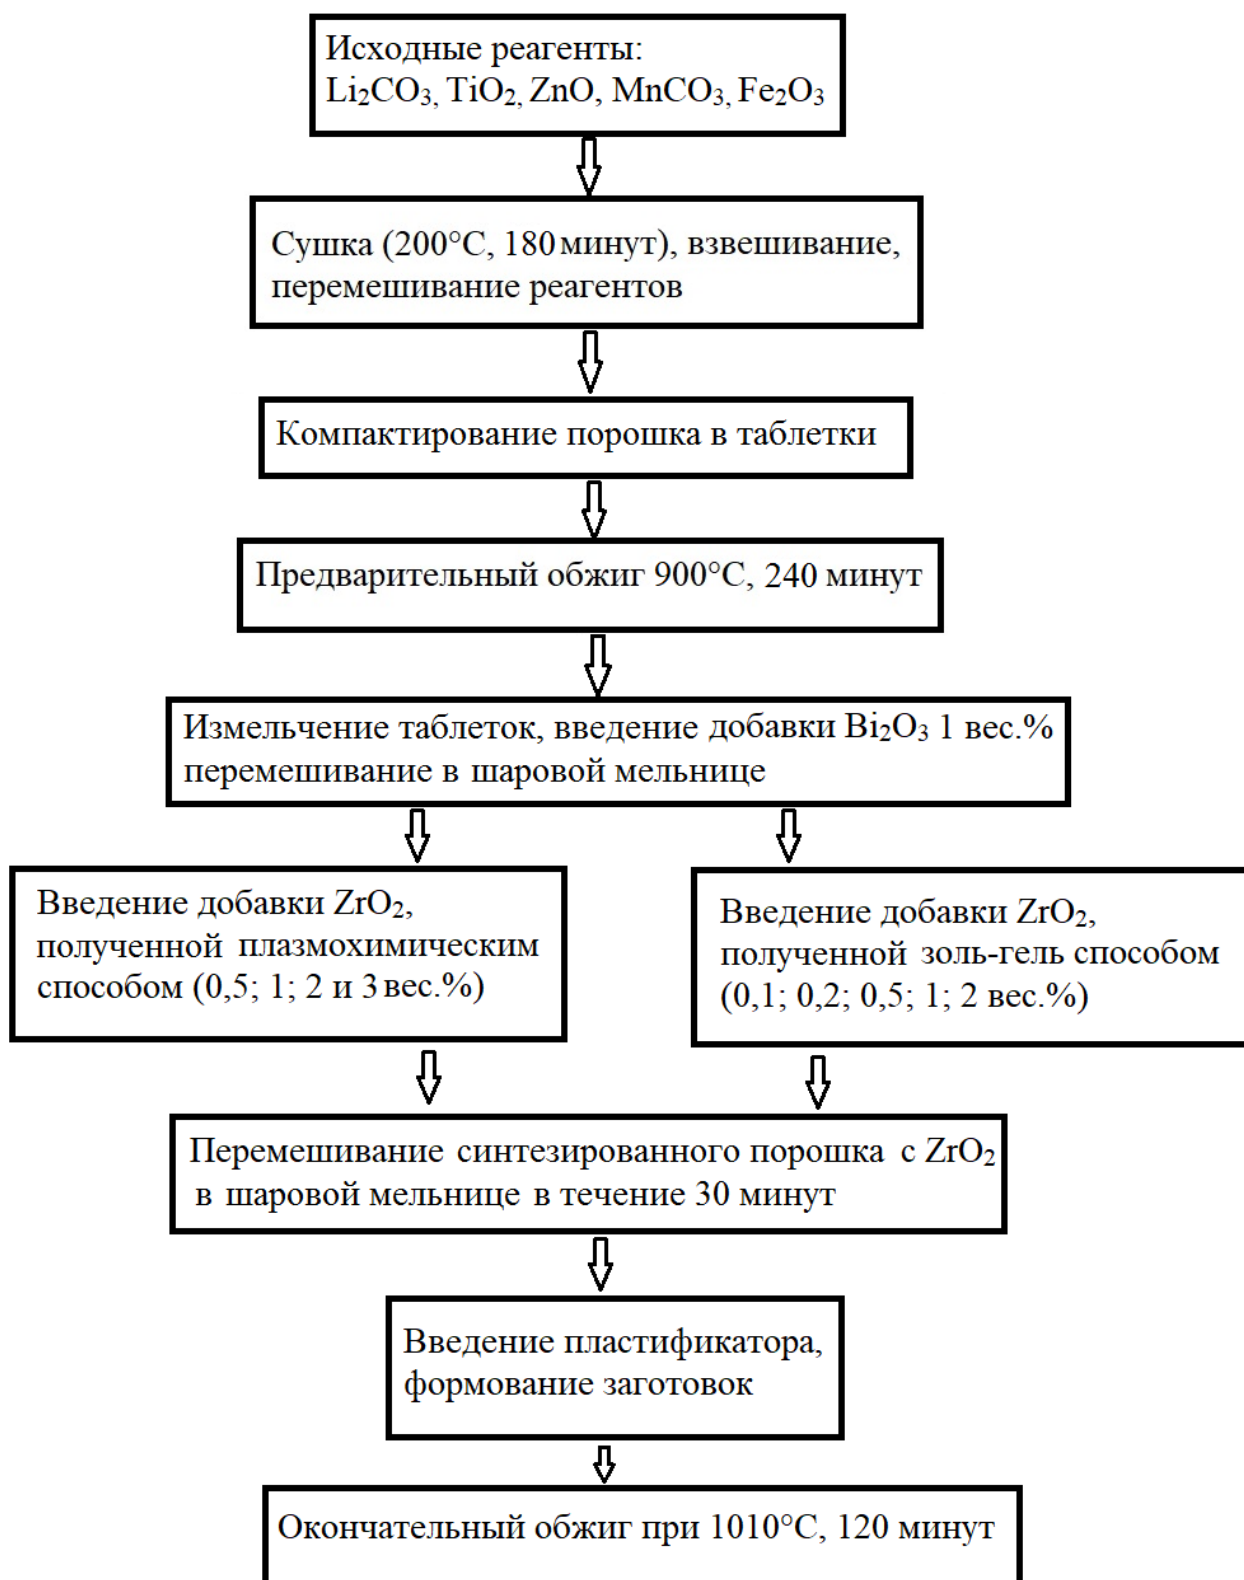 Исходные реагенты:
Li₂CO₃, TiO₂, ZnO, MnCO₃, Fe₂O₃
Сушка (200°C, 180 минут), взвешивание,
перемешивание реагентов
Компактирование порошка в таблетки
Предварительный обжиг 900°C, 240 минут
Измельчение таблеток, введение добавки Bi₂O₃ 1 вес.%
перемешивание в шаровой мельнице
Введение добавки ZrO₂,
полученной плазмохимическим
способом (0,5; 1; 2 и 3 вес.%)
Введение добавки ZrO₂,
полученной золь-гель способом
(0,1; 0,2; 0,5; 1; 2 вес.%)
Перемешивание синтезированного порошка с ZrO₂
в шаровой мельнице в течение 30 минут
Введение пластификатора,
формование заготовок
Окончательный обжиг при 1010°C, 120 минут